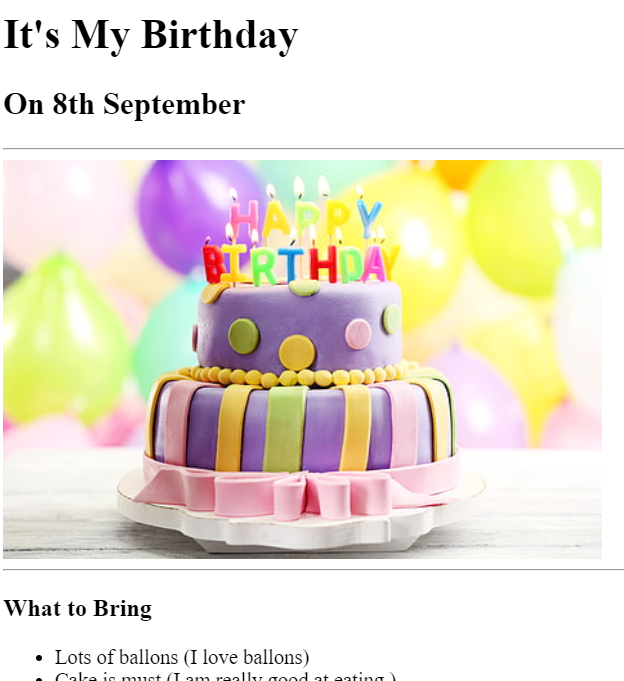 It's My Birthday
On 8th September
HAPPY
BIRTHDAY
What to Bring
Lots of ballons (I love ballons)
Cake is must (I am really good at eating )